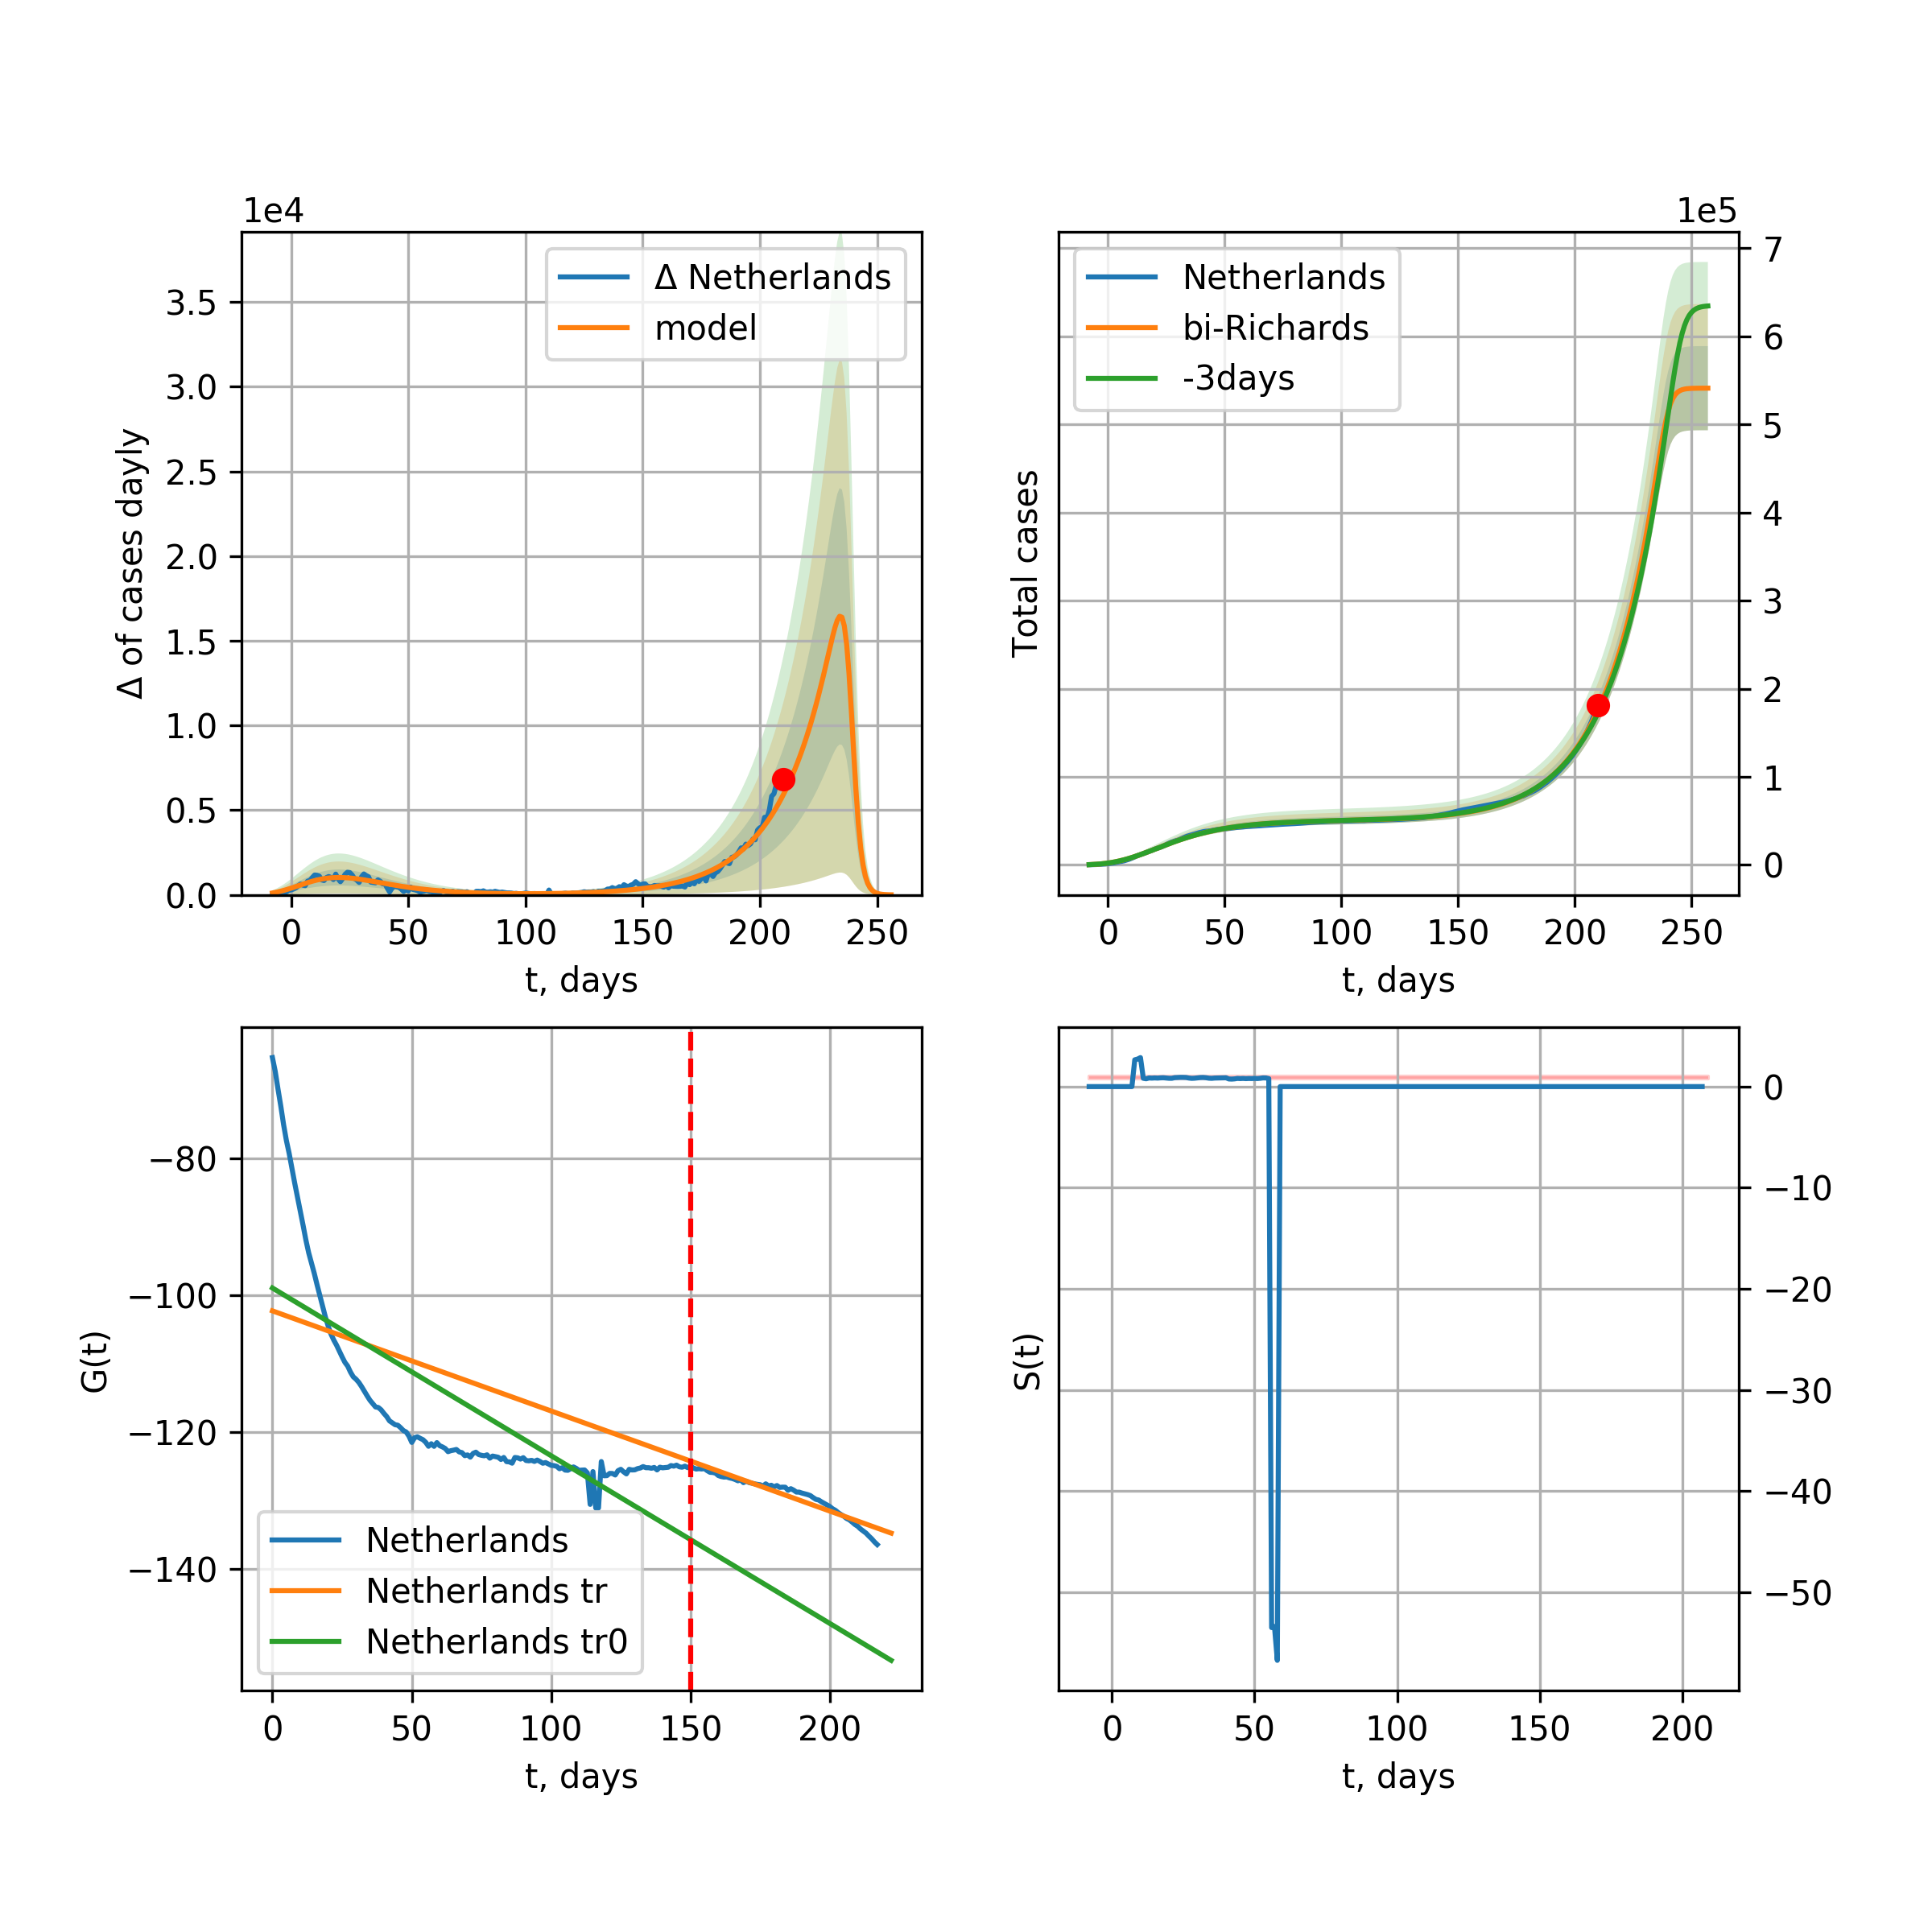 1e4
Δ of cases dayly
3.5
3.0
2.5
2.0
1.5
1.0
0.5
0.0
Δ Netherlands
model
0 50 100 150 200 250
t, days
1e5
Total cases
Netherlands
bi-Richards
-3days
7
6
5
4
3
2
1
0
0 50 100 150 200 250
t, days
G(t)
−80
−100
−120
−140
Netherlands
Netherlands tr
Netherlands tr0
0 50 100 150 200
t, days
S(t)
0
−10
−20
−30
−40
−50
0 50 100 150 200
t, days